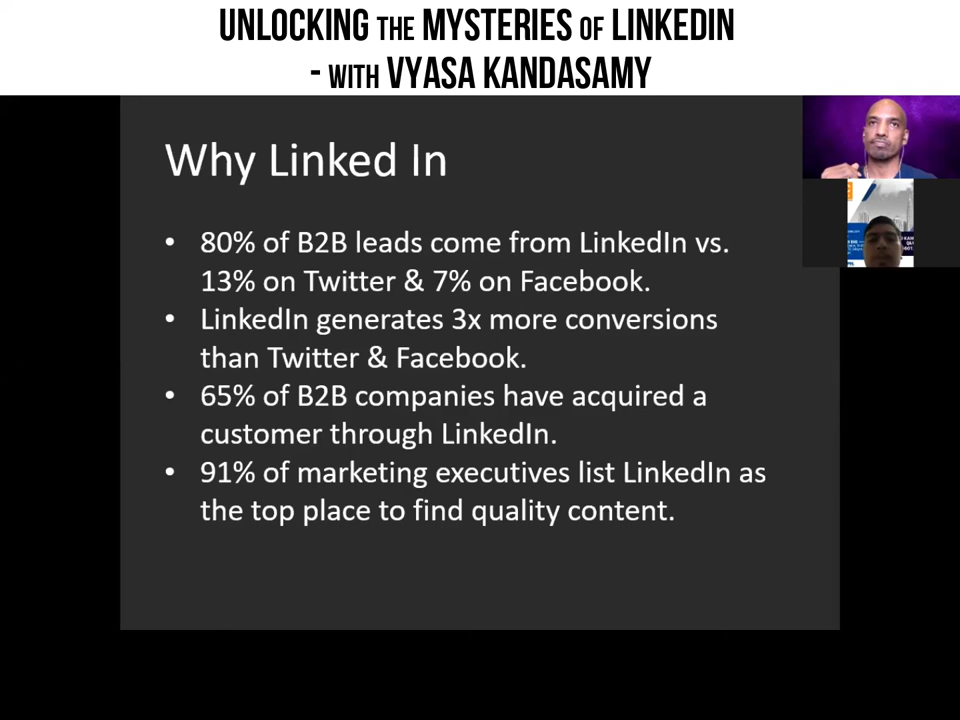 UNLOCKING THE MYSTERIES OF LINKEDIN
- WITH VYASA KANDASAMY
Why Linked In
• 80% of B2B leads come from LinkedIn vs.
13% on Twitter & 7% on Facebook.
• LinkedIn generates 3x more conversions
than Twitter & Facebook.
• 65% of B2B companies have acquired a
customer through LinkedIn.
• 91% of marketing executives list LinkedIn as
the top place to find quality content.